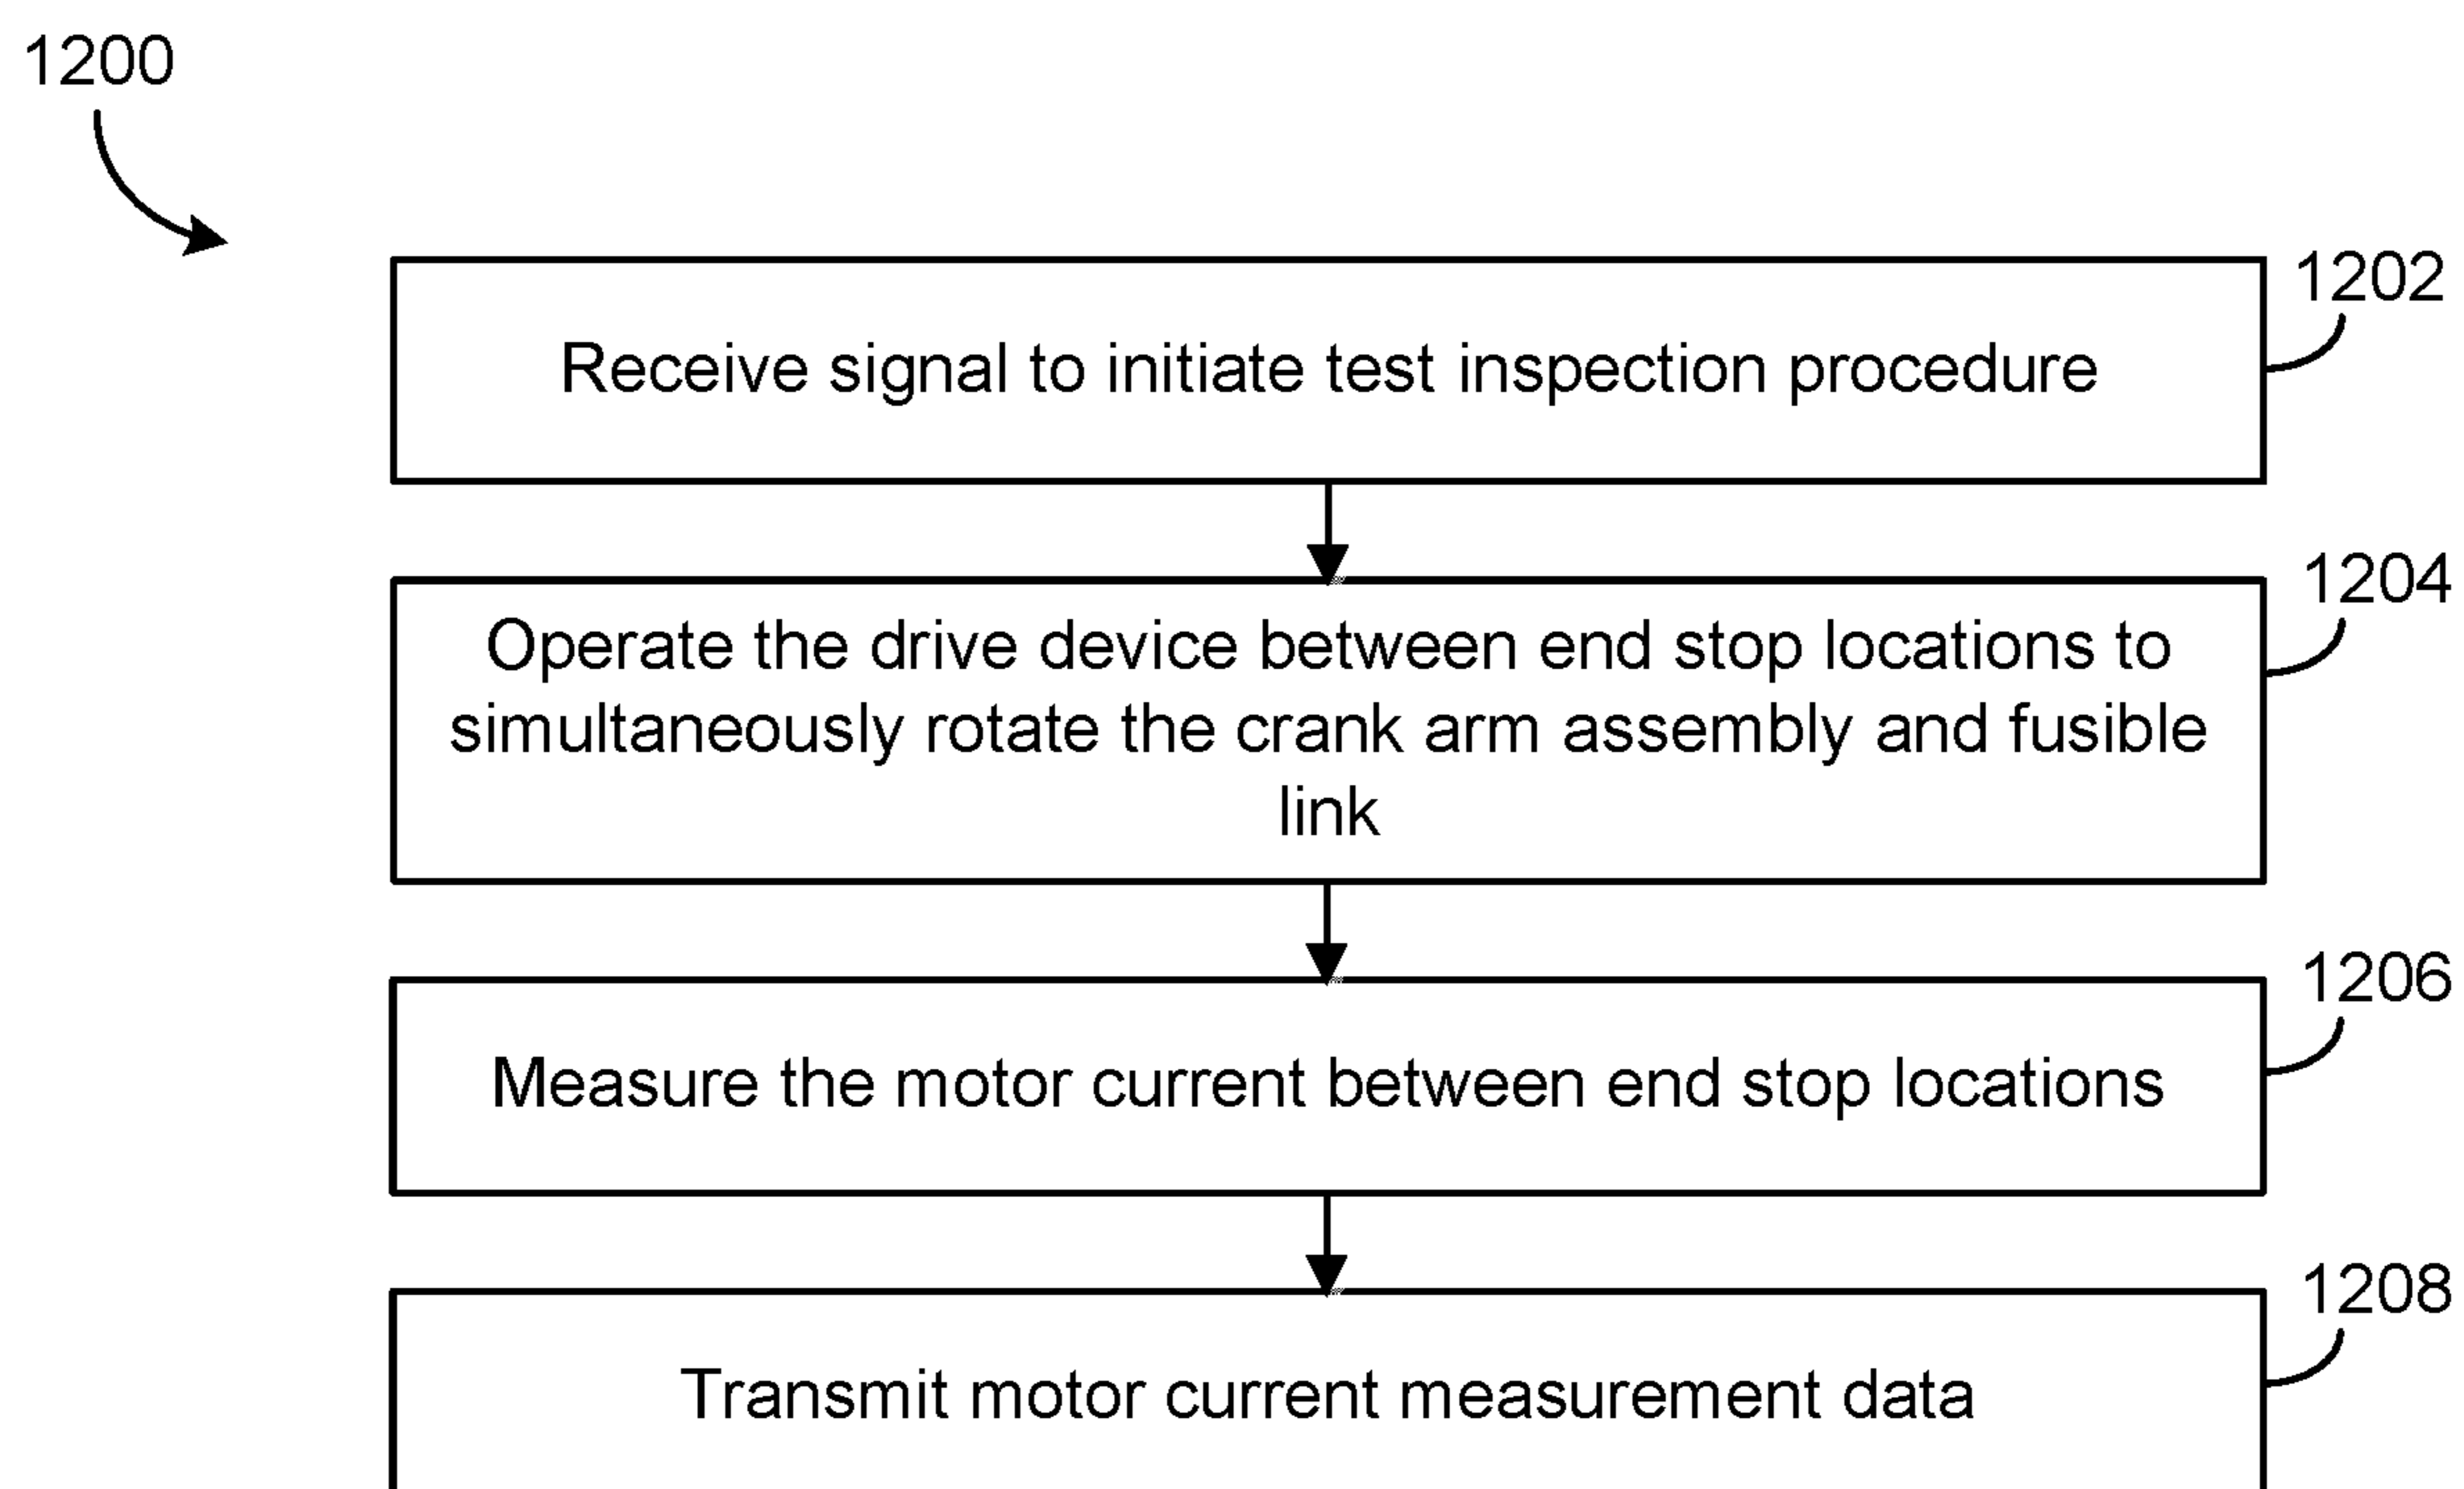 1200
1202
Receive signal to initiate test inspection procedure
1204
Operate the drive device between end stop locations to
simultaneously rotate the crank arm assembly and fusible
link
1206
Measure the motor current between end stop locations
1208
Transmit motor current measurement data